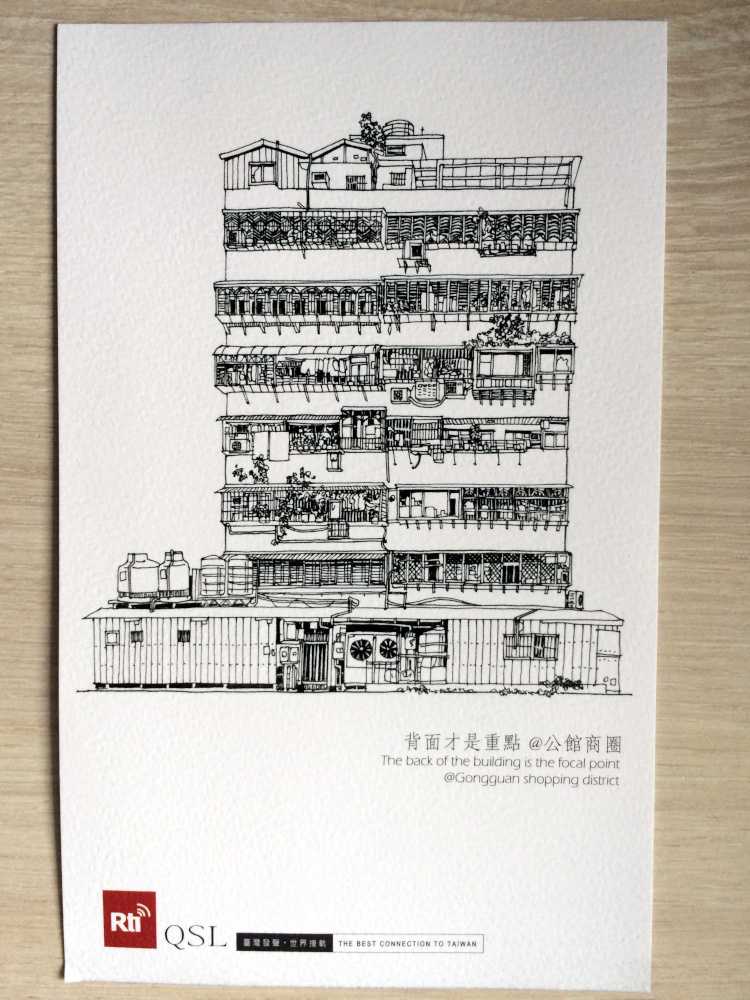 背面才是重點 @公館商圈
The back of the building is the focal point
@Gongguan shopping district
Rti
QSL
臺灣發聲・世界接軌
THE BEST CONNECTION TO TAIWAN